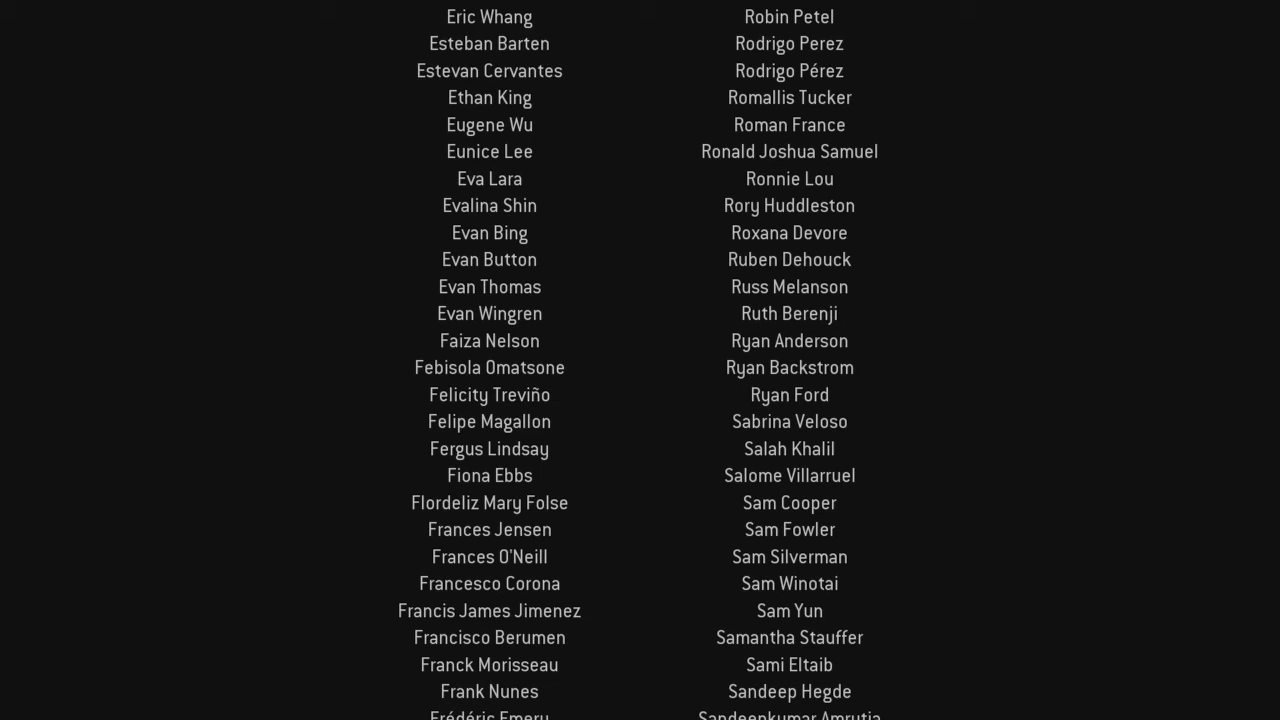 Eric Whang
Esteban Barten
Estevan Cervantes
Ethan King
Eugene Wu
Eunice Lee
Eva Lara
Evalina Shin
Evan Bing
Evan Button
Evan Thomas
Evan Wingren
Faiza Nelson
Febisola Omatsone
Felicity Treviño
Felipe Magallon
Fergus Lindsay
Fiona Ebbs
Flordeliz Mary Folse
Frances Jensen
Frances O'Neill
Francesco Corona
Francis James Jimenez
Francisco Berumen
Franck Morisseau
Frank Nunes
Frédéric Emery
Robin Petel
Rodrigo Perez
Rodrigo Pérez
Romallis Tucker
Roman France
Ronald Joshua Samuel
Ronnie Lou
Rory Huddleston
Roxana Devore
Ruben Dehouck
Russ Melanson
Ruth Berenji
Ryan Anderson
Ryan Backstrom
Ryan Ford
Sabrina Veloso
Salah Khalil
Salome Villarruel
Sam Cooper
Sam Fowler
Sam Silverman
Sam Winotai
Sam Yun
Samantha Stauffer
Sami Eltaib
Sandeep Hegde
Sandeepkumar Amrutia